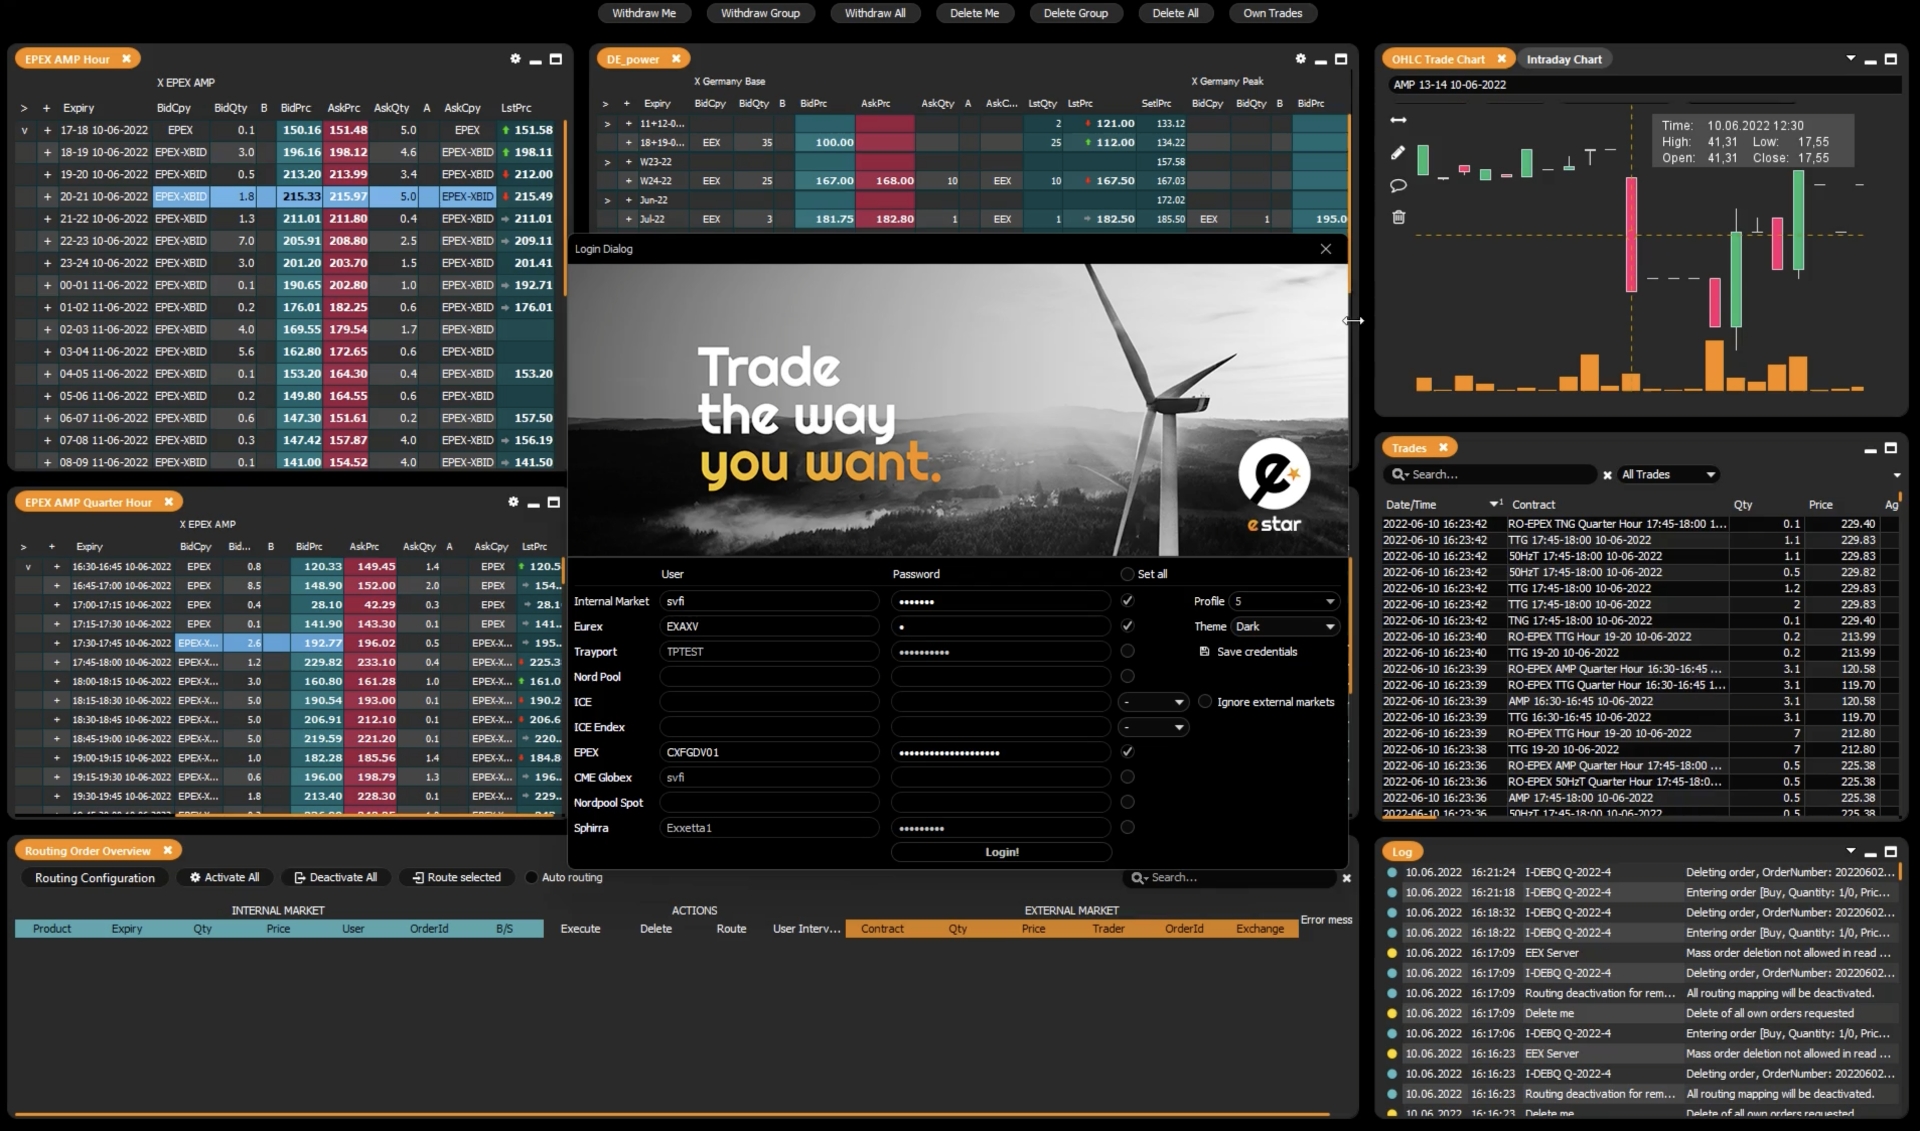 Withdraw Me Withdraw Group Withdraw All Delete Me Delete Group Delete All Own Trades
EPEX AMP Hour
X EPEX AMP
> + Expiry BidCpy BidQty B BidPrc AskPrc AskQty A AskCpy LstPrc
v + 17-18 10-06-2022 EPEX 0.1 150.16 151.48 5.0 EPEX 151.58
+ 18-19 10-06-2022 EPEX-XBID 3.0 196.16 198.12 4.6 EPEX-XBID 198.11
+ 19-20 10-06-2022 EPEX-XBID 0.5 213.20 213.99 3.4 EPEX-XBID 212.00
+ 20-21 10-06-2022 EPEX-XBID 1.8 215.33 215.97 5.0 EPEX-XBID 215.49
+ 21-22 10-06-2022 EPEX-XBID 1.3 211.01 211.80 0.4 EPEX-XBID 211.01
+ 22-23 10-06-2022 EPEX-XBID 7.0 205.91 208.80 2.5 EPEX-XBID 209.11
+ 23-24 10-06-2022 EPEX-XBID 3.0 201.20 203.70 1.5 EPEX-XBID 201.41
+ 00-01 11-06-2022 EPEX-XBID 0.1 190.65 202.80 1.0 EPEX-XBID 192.71
+ 01-02 11-06-2022 EPEX-XBID 0.2 176.01 182.25 0.6 EPEX-XBID 176.01
+ 02-03 11-06-2022 EPEX-XBID 4.0 169.55 179.54 1.7 EPEX-XBID
+ 03-04 11-06-2022 EPEX-XBID 5.6 162.80 172.65 0.6 EPEX-XBID
+ 04-05 11-06-2022 EPEX-XBID 0.1 153.20 164.30 0.4 EPEX-XBID 153.20
+ 05-06 11-06-2022 EPEX-XBID 0.2 149.80 164.55 0.6 EPEX-XBID
+ 06-07 11-06-2022 EPEX-XBID 0.6 147.30 151.61 0.2 EPEX-XBID 157.50
+ 07-08 11-06-2022 EPEX-XBID 0.3 147.42 157.87 4.0 EPEX-XBID 156.19
+ 08-09 11-06-2022 EPEX-XBID 0.1 141.00 154.52 4.0 EPEX-XBID 141.50
DE_power
X Germany Base X Germany Peak
> + Expiry BidCpy BidQty B BidPrc AskPrc AskQty A AskC... LstQty LstPrc SetlPrc BidCpy BidQty B BidPrc
> + 11+12-0... 2 121.00 133.12
+ 18+19-0... EEX 35 100.00 25 112.00 134.22
> + W23-22 157.58
+ W24-22 EEX 25 167.00 168.00 10 EEX 10 167.50 167.03
> + Jun-22 172.02
+ Jul-22 EEX 3 181.75 182.80 1 EEX 1 182.50 185.50 EEX 1 195.0
OHLC Trade Chart Intraday Chart
AMP 13-14 10-06-2022
Time: 10.06.2022 12:30
High: 41,31 Low: 17,55
Open: 41,31 Close: 17,55
Login Dialog
Trade
the way
you want.
e
estar
User Password Set all
Internal Market svfi ••••••• Profile 5
Eurex EXAXV • Theme Dark
Trayport TPTEST •••••••••• Save credentials
Nord Pool
ICE - Ignore external markets
ICE Endex -
EPEX CXFGDV01 ••••••••••••••••••••
CME Globex svfi
Nordpool Spot
Sphirra Exxetta1 •••••••••
Login!
EPEX AMP Quarter Hour
X EPEX AMP
> + Expiry BidCpy Bid... B BidPrc AskPrc AskQty A AskCpy LstPrc
v + 16:30-16:45 10-06-2022 EPEX 0.8 120.33 149.45 1.4 EPEX 120.5
+ 16:45-17:00 10-06-2022 EPEX 8.5 148.90 152.00 2.0 EPEX 154..
+ 17:00-17:15 10-06-2022 EPEX 0.4 28.10 42.29 0.3 EPEX 28.1
+ 17:15-17:30 10-06-2022 EPEX 0.1 141.90 143.30 0.1 EPEX 141..
+ 17:30-17:45 10-06-2022 EPEX-X... 2.6 192.77 196.02 0.5 EPEX-X... 195..
+ 17:45-18:00 10-06-2022 EPEX-X... 1.2 229.82 233.10 0.4 EPEX-X... 225.3
+ 18:00-18:15 10-06-2022 EPEX-X... 3.0 160.80 161.28 1.0 EPEX-X... 161.0
+ 18:15-18:30 10-06-2022 EPEX-X... 5.0 190.54 193.00 0.1 EPEX-X... 190.2
+ 18:30-18:45 10-06-2022 EPEX-X... 5.0 206.91 212.10 0.1 EPEX-X... 206.6
+ 18:45-19:00 10-06-2022 EPEX-X... 5.0 219.59 221.20 0.1 EPEX-X... 220..
+ 19:00-19:15 10-06-2022 EPEX-X... 1.0 182.28 185.56 1.4 EPEX-X... 184.8
+ 19:15-19:30 10-06-2022 EPEX-X... 0.6 196.00 198.79 1.3 EPEX-X... 196..
+ 19:30-19:45 10-06-2022 EPEX-X... 1.8 213.40 228.30 0.1 EPEX-X... 229..
Trades
Search... All Trades
Date/Time 1 Contract Qty Price Ag
2022-06-10 16:23:42 RO-EPEX TNG Quarter Hour 17:45-18:00 1... 0.1 229.40
2022-06-10 16:23:42 TTG 17:45-18:00 10-06-2022 1.1 229.83
2022-06-10 16:23:42 50HzT 17:45-18:00 10-06-2022 1.1 229.83
2022-06-10 16:23:42 50HzT 17:45-18:00 10-06-2022 0.5 229.82
2022-06-10 16:23:42 TTG 17:45-18:00 10-06-2022 1.2 229.83
2022-06-10 16:23:42 TTG 17:45-18:00 10-06-2022 2 229.83
2022-06-10 16:23:42 TNG 17:45-18:00 10-06-2022 0.1 229.40
2022-06-10 16:23:40 RO-EPEX TTG Hour 19-20 10-06-2022 0.2 213.99
2022-06-10 16:23:40 TTG 19-20 10-06-2022 0.2 213.99
2022-06-10 16:23:39 RO-EPEX AMP Quarter Hour 16:30-16:45 ... 3.1 120.58
2022-06-10 16:23:39 RO-EPEX TTG Quarter Hour 16:30-16:45 1... 3.1 119.70
2022-06-10 16:23:39 AMP 16:30-16:45 10-06-2022 3.1 120.58
2022-06-10 16:23:39 TTG 16:30-16:45 10-06-2022 3.1 119.70
2022-06-10 16:23:39 RO-EPEX TTG Hour 19-20 10-06-2022 7 212.80
2022-06-10 16:23:38 TTG 19-20 10-06-2022 7 212.80
2022-06-10 16:23:36 RO-EPEX AMP Quarter Hour 17:45-18:00 ... 0.5 225.38
2022-06-10 16:23:36 RO-EPEX 50HzT Quarter Hour 17:45-18:0... 0.5 225.38
2022-06-10 16:23:36 AMP 17:45-18:00 10-06-2022 0.5 225.38
2022-06-10 16:23:36 50HzT 17:45-18:00 10-06-2022 0.5 225.38
Routing Order Overview
Routing Configuration Activate All Deactivate All Route selected Auto routing Search...
INTERNAL MARKET ACTIONS EXTERNAL MARKET Error mess
Product Expiry Qty Price User OrderId B/S Execute Delete Route User Interv... Contract Qty Price Trader OrderId Exchange
Log
10.06.2022 16:21:24 I-DEBQ Q-2022-4 Deleting order, OrderNumber: 20220602...
10.06.2022 16:21:18 I-DEBQ Q-2022-4 Entering order [Buy, Quantity: 1/0, Pric...
10.06.2022 16:18:32 I-DEBQ Q-2022-4 Deleting order, OrderNumber: 20220602...
10.06.2022 16:18:22 I-DEBQ Q-2022-4 Entering order [Buy, Quantity: 1/0, Pric...
10.06.2022 16:17:09 EEX Server Mass order deletion not allowed in read ...
10.06.2022 16:17:09 I-DEBQ Q-2022-4 Deleting order, OrderNumber: 20220602...
10.06.2022 16:17:09 Routing deactivation for rem... All routing mapping will be deactivated.
10.06.2022 16:17:09 Delete me Delete of all own orders requested
10.06.2022 16:17:06 I-DEBQ Q-2022-4 Entering order [Buy, Quantity: 1/0, Pric...
10.06.2022 16:16:23 EEX Server Mass order deletion not allowed in read ...
10.06.2022 16:16:23 I-DEBQ Q-2022-4 Deleting order, OrderNumber: 20220602...
10.06.2022 16:16:23 Routing deactivation for rem... All routing mapping will be deactivated.
10.06.2022 16:16:23 Delete me Delete of all own orders requested